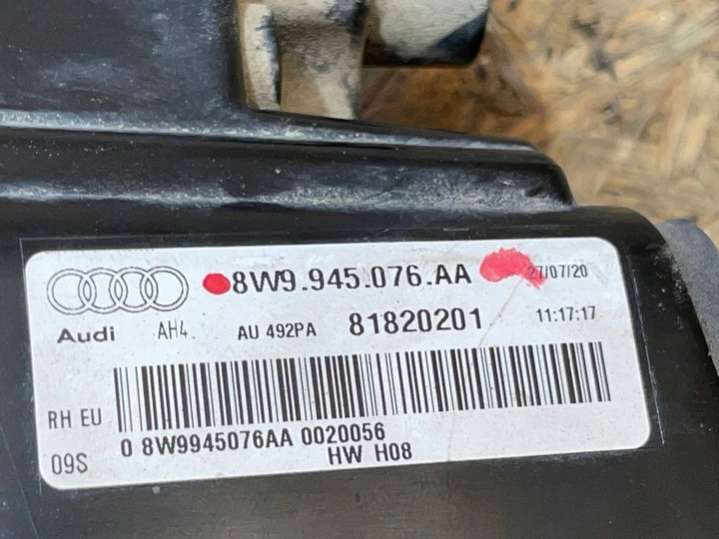 8W9.945.076.AA 27/07/20
Audi AH4 AU 492PA 81820201 11:17:17
RH EU
09S 0 8W9945076AA 0020056
HW H08